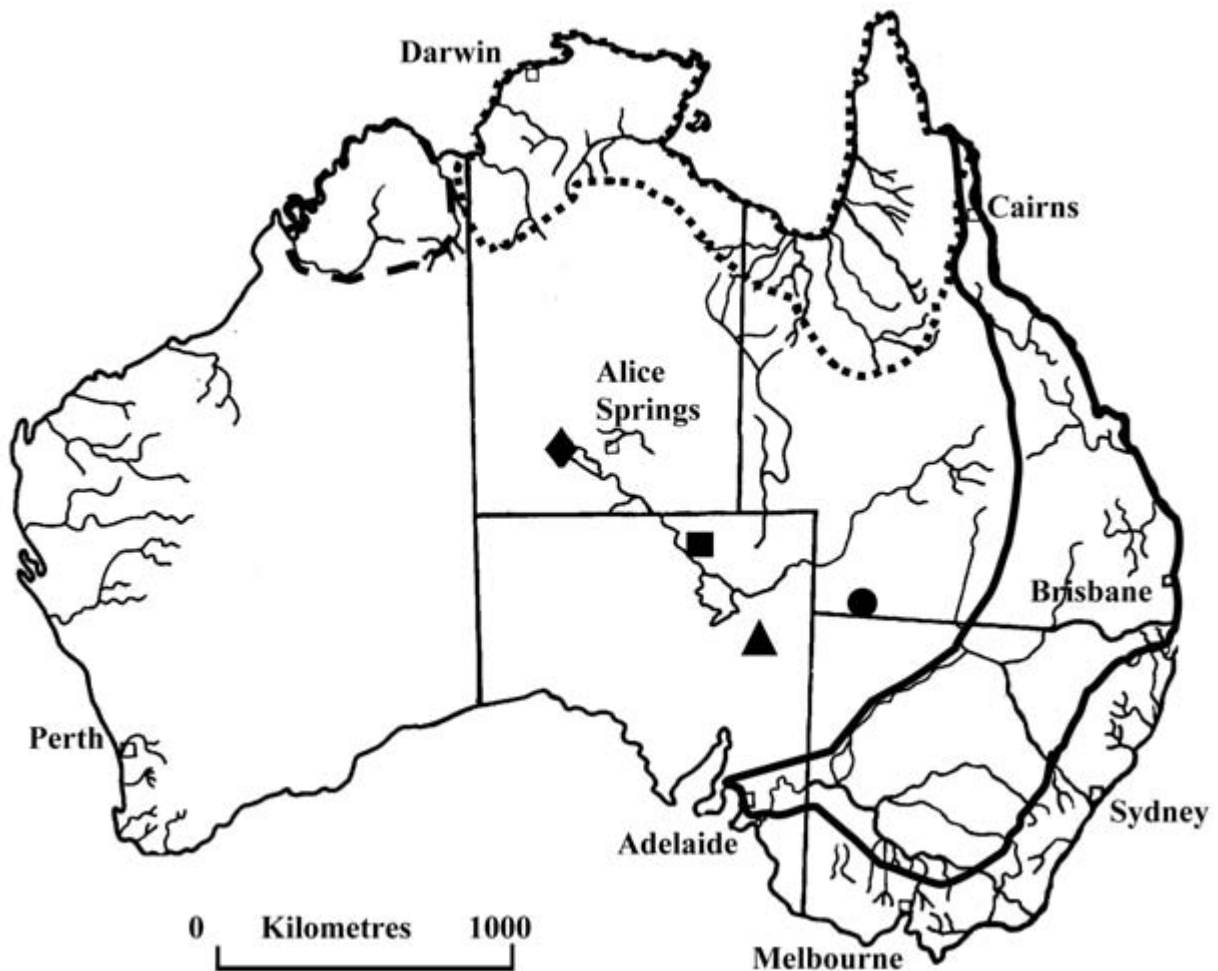 Darwin
Cairns
Alice
Springs
Brisbane
Perth
Sydney
Adelaide
0 Kilometres 1000
Melbourne